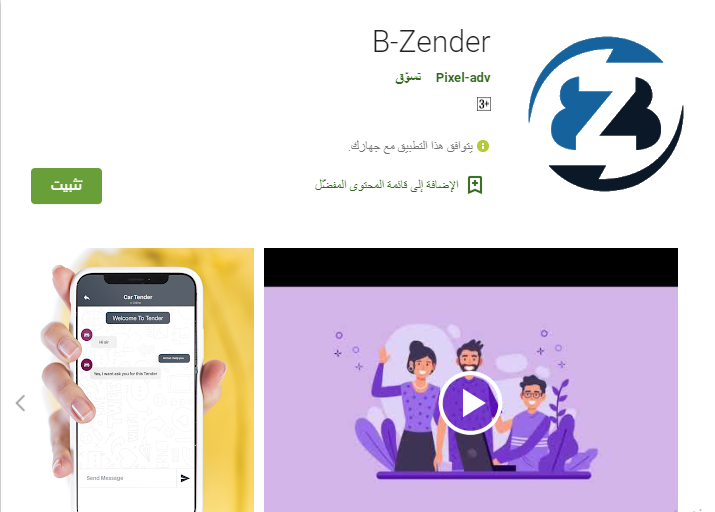 B-Zender
Pixel-adv تسوّق
3+
يتوافق هذا التطبيق مع جهازك.
الإضافة إلى قائمة المحتوى المفضّل
تثبيت
Car Tender
Welcome To Tender
Hi sir
Yes, I want ask you for this Tender
Send Message